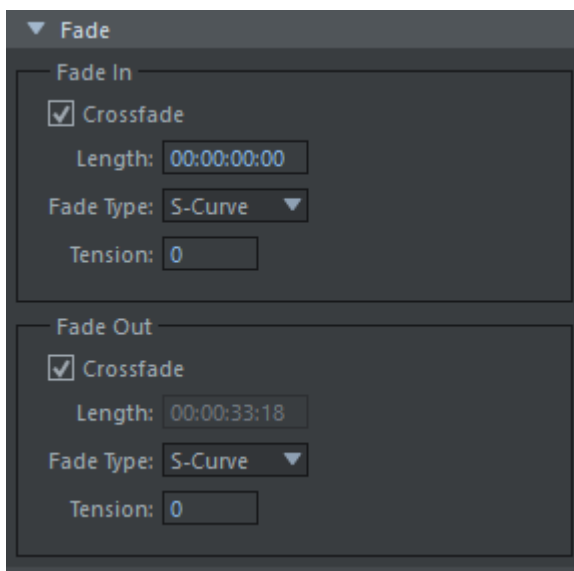 Fade
Fade In
Crossfade
Length: 00:00:00:00
Fade Type: S-Curve
Tension: 0
Fade Out
Crossfade
Length: 00:00:33:18
Fade Type: S-Curve
Tension: 0